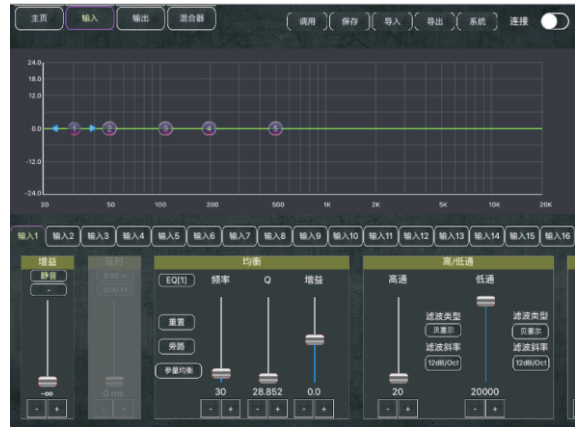 主页 输入 输出 混合器 调用 保存 导入 导出 系统 连接
24.0
18.0
12.0
0.0
1 2 3 4 5
-12.0
-24.0
20 50 100 200 500 1K 2K 5K 10K 20K
输入1 输入2 输入3 输入4 输入5 输入6 输入7 输入8 输入9 输入10 输入11 输入12 输入13 输入14 输入15 输入16
增益 延时 均衡 高/低通
静音 EQ[1] 频率 Q 增益 高通 低通
-
重置
旁路
参量均衡
滤波类型 滤波类型
贝塞尔 贝塞尔
滤波斜率 滤波斜率
12dB/Oct 12dB/Oct
-∞ 0 ms 30 28.852 0.0 20 20000
- + - + - + - + - + - + - +